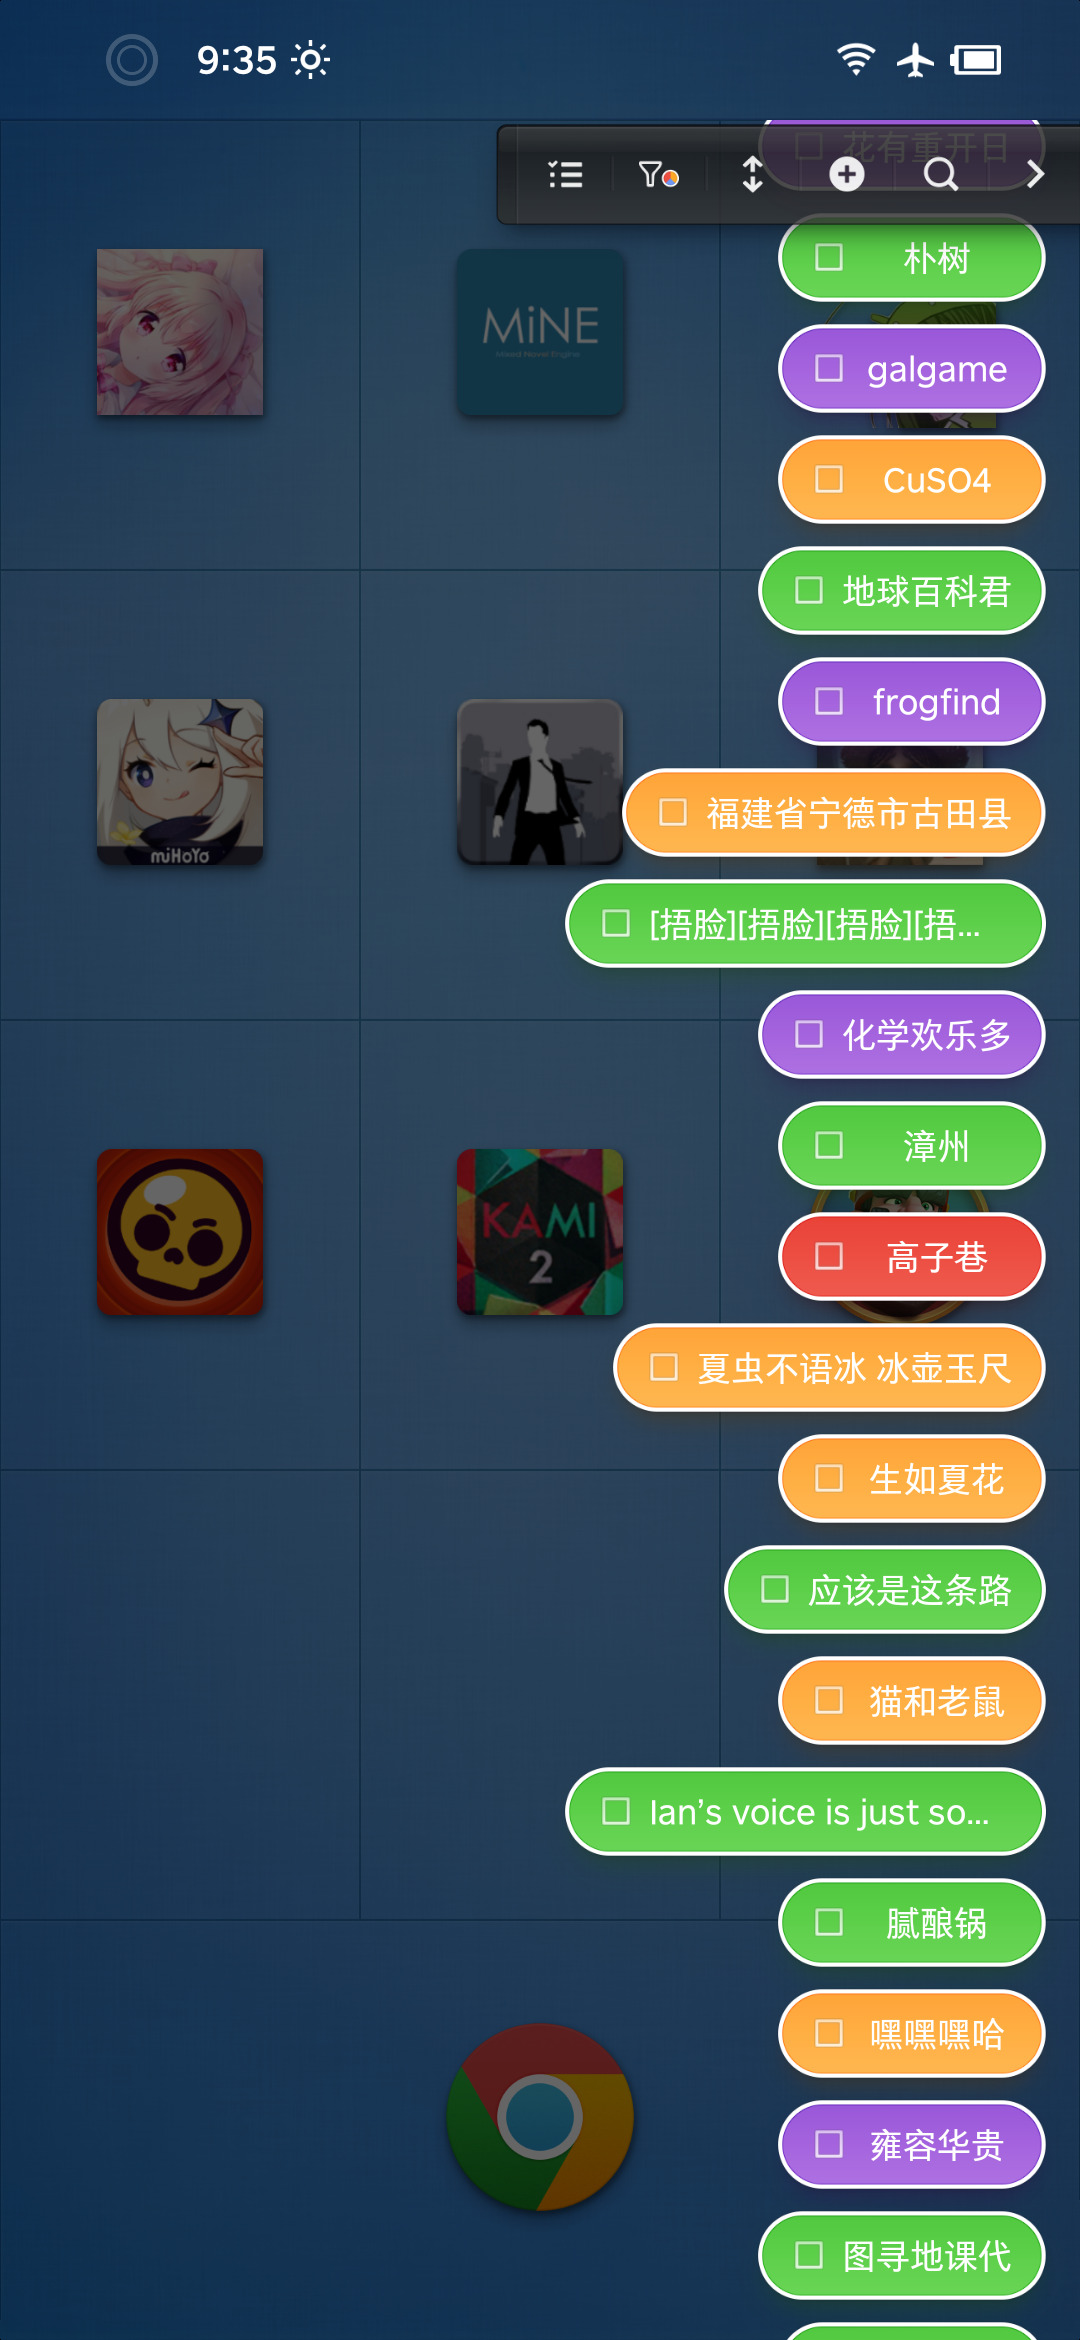 9:35
花有重开日
朴树
MiNE
Mixed Novel Engine
galgame
CuSO4
地球百科君
frogfind
福建省宁德市古田县
miHoYo
[捂脸][捂脸][捂脸][捂...
化学欢乐多
漳州
KAMI
2
高子巷
夏虫不语冰 冰壶玉尺
生如夏花
应该是这条路
猫和老鼠
Ian’s voice is just so...
腻酿锅
嘿嘿嘿哈
雍容华贵
图寻地课代